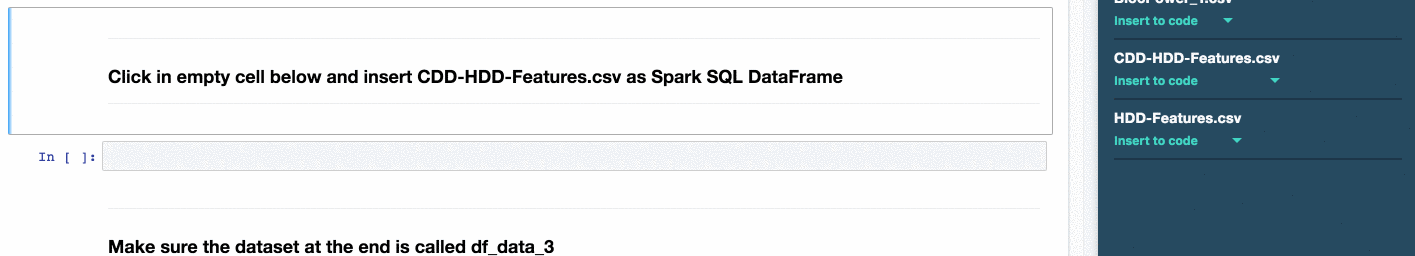 Click in empty cell below and insert CDD-HDD-Features.csv as Spark SQL DataFrame
In [ ]:
Make sure the dataset at the end is called df_data_3
Insert to code
CDD-HDD-Features.csv
Insert to code
HDD-Features.csv
Insert to code